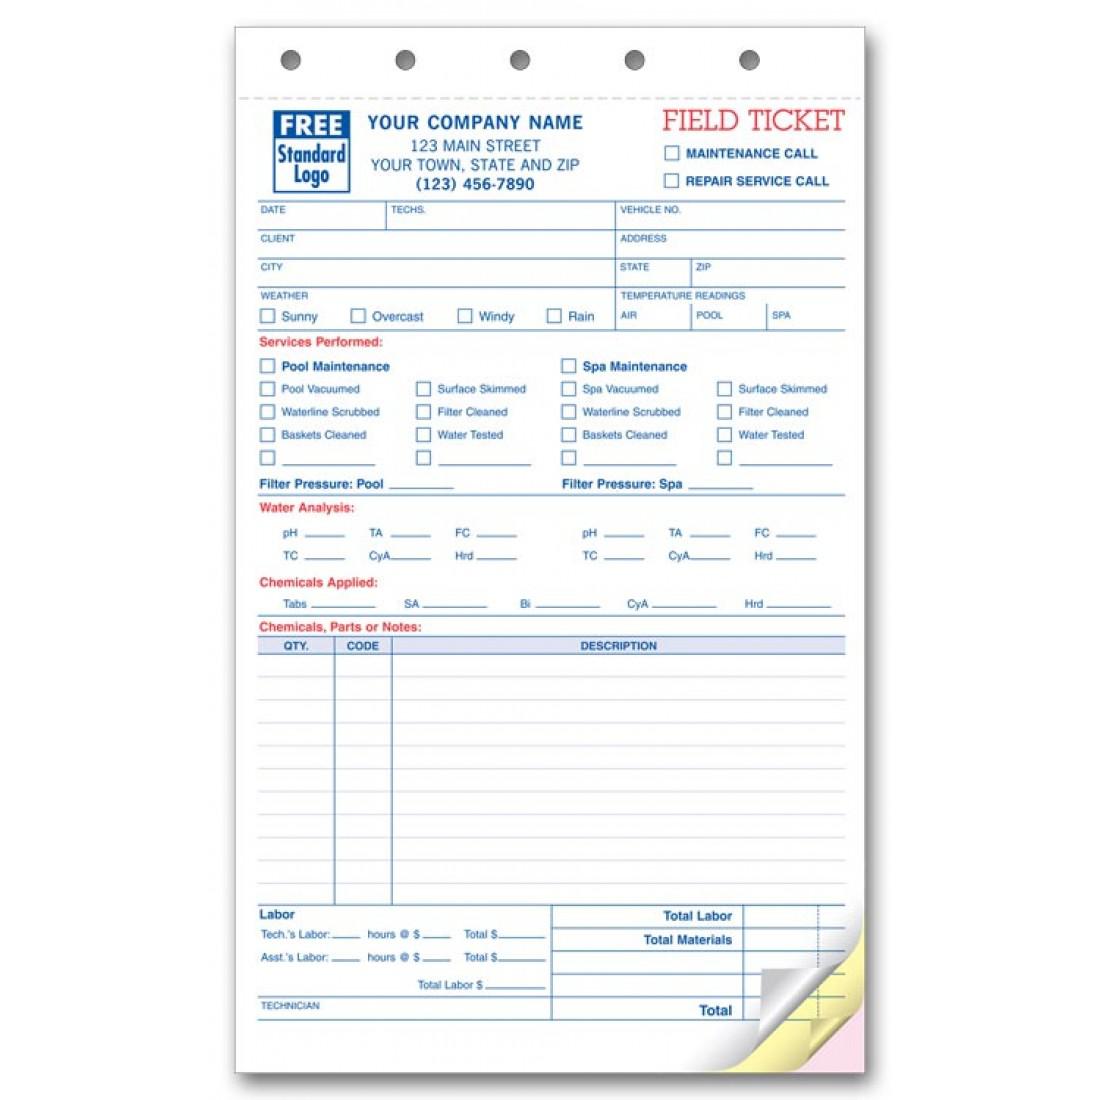 FREE
Standard
Logo
YOUR COMPANY NAME
123 MAIN STREET
YOUR TOWN, STATE AND ZIP
(123) 456-7890
FIELD TICKET
MAINTENANCE CALL
REPAIR SERVICE CALL
DATE TECHS. VEHICLE NO.
CLIENT ADDRESS
CITY STATE ZIP
WEATHER TEMPERATURE READINGS
Sunny Overcast Windy Rain AIR POOL SPA
Services Performed:
Pool Maintenance Spa Maintenance
Pool Vacuumed Surface Skimmed Spa Vacuumed Surface Skimmed
Waterline Scrubbed Filter Cleaned Waterline Scrubbed Filter Cleaned
Baskets Cleaned Water Tested Baskets Cleaned Water Tested
Filter Pressure: Pool Filter Pressure: Spa
Water Analysis:
pH TA FC pH TA FC
TC CyA Hrd TC CyA Hrd
Chemicals Applied:
Tabs SA Bi CyA Hrd
Chemicals, Parts or Notes:
QTY. CODE DESCRIPTION
Labor Total Labor
Tech.'s Labor: hours @ $ Total $
Total Materials
Asst.'s Labor: hours @ $ Total $
Total Labor $
TECHNICIAN Total